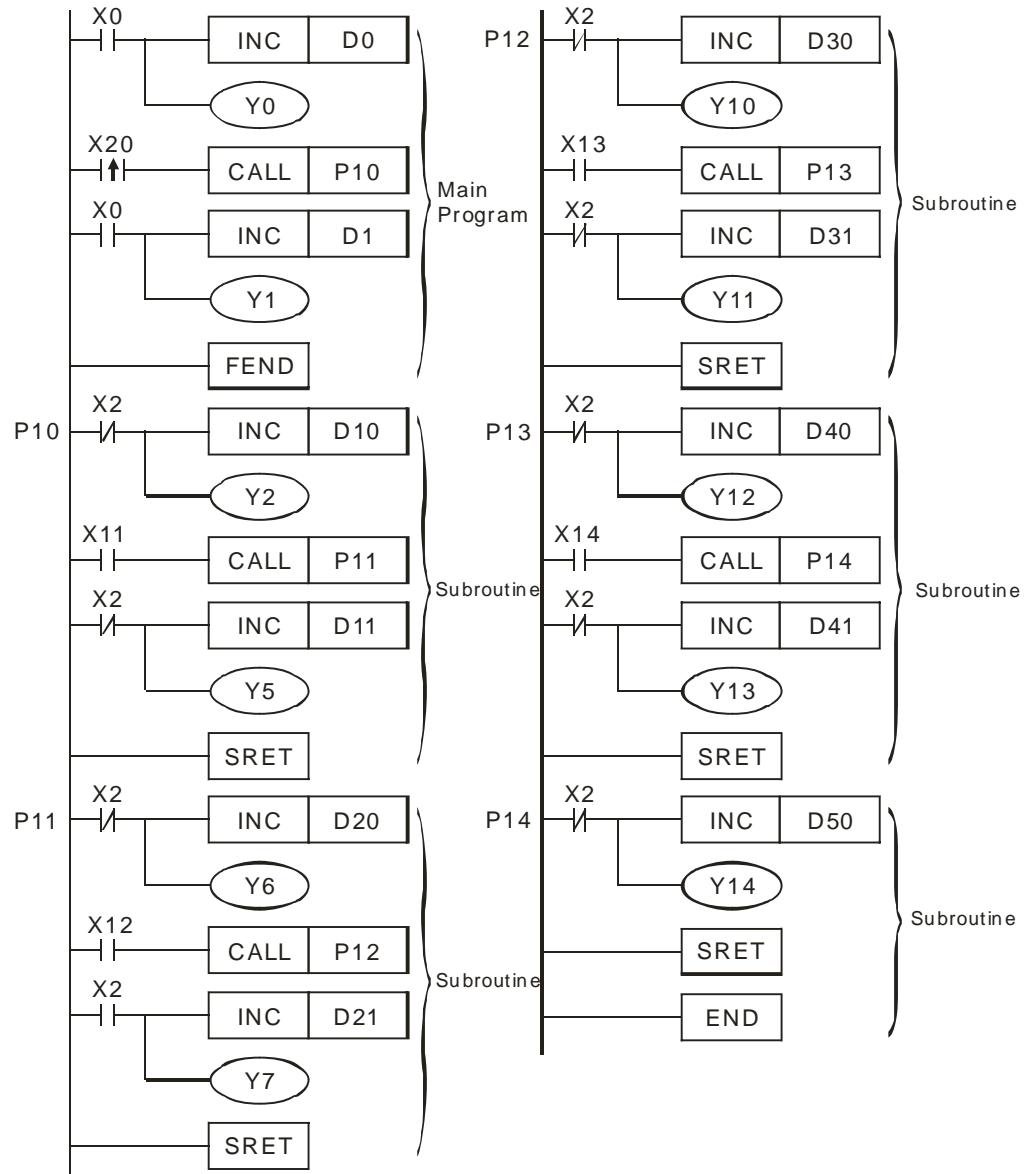 X0
INC D0
Y0
X20
CALL P10
X0
INC D1
Y1
FEND
Main
Program
P10
X2
INC D10
Y2
X11
CALL P11
X2
INC D11
Y5
SRET
Subroutine
P11
X2
INC D20
Y6
X12
CALL P12
X2
INC D21
Y7
SRET
Subroutine
P12
X2
INC D30
Y10
X13
CALL P13
X2
INC D31
Y11
SRET
Subroutine
P13
X2
INC D40
Y12
X14
CALL P14
X2
INC D41
Y13
SRET
Subroutine
P14
X2
INC D50
Y14
SRET
END
Subroutine